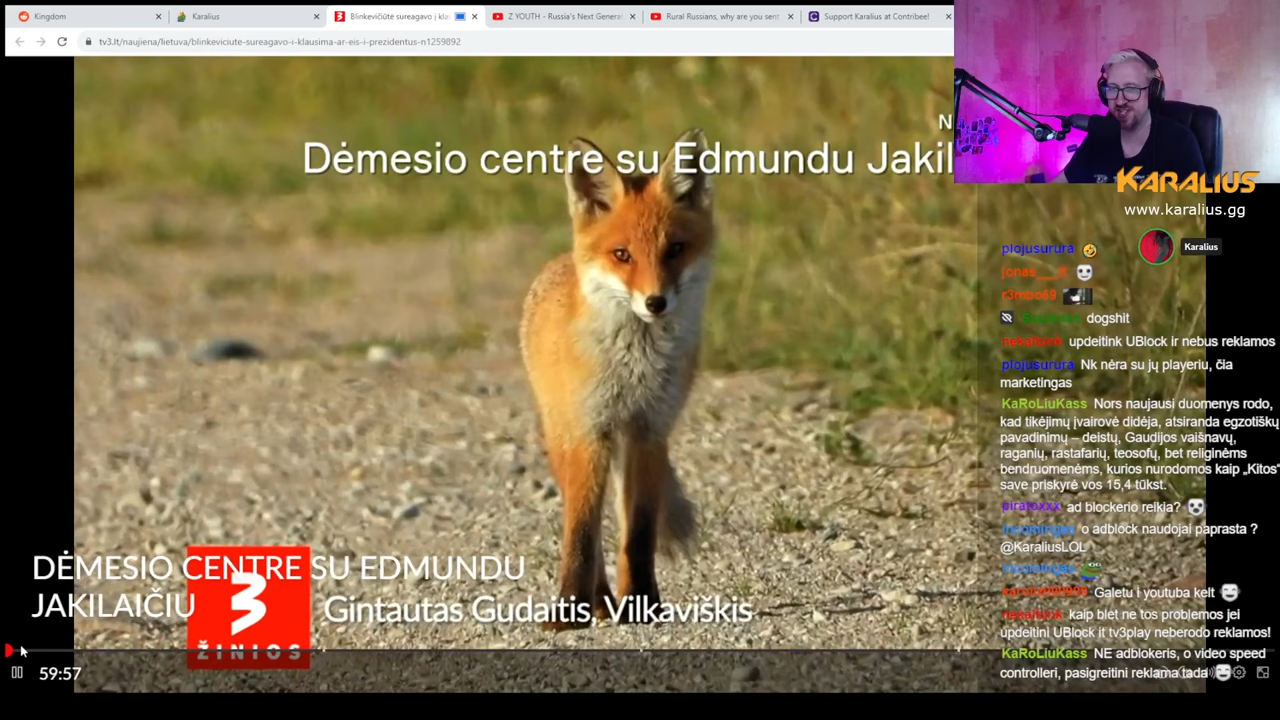 Kingdom
Karalius
Blinkevičiūtė sureagavo į klau
Z YOUTH - Russia's Next Generat
Rural Russians, why are you sent
Support Karalius at Contribee!
tv3.lt/naujiena/lietuva/blinkeviciute-sureagavo-i-klausima-ar-eis-i-prezidentus-n1259892
N
Dėmesio centre su Edmundu Jakil
KARALIUS
www.karalius.gg
Karalius
plojusurura
r3mbo69
dogshit
updeitink UBlock ir nebus reklamos
plojusurura Nk nėra su jų playeriu, čia
marketingas
KaRoLiuKass Nors naujausi duomenys rodo,
kad tikėjimų įvairovė didėja, atsiranda egzotiškų
pavadinimų – deistų, Gaudijos vaišnavų,
raganių, rastafarių, teosofų, bet religinėms
bendruomenėms, kurios nurodomos kaip „Kitos“
save priskyrė vos 15,4 tūkst.
piratoxxx ad blockerio reikia?
o adblock naudojai paprasta ?
@KaraliusLOL
Galetu i youtuba kelt
kaip blet ne tos problemos jei
updeitini UBlock it tv3play neberodo reklamos!
KaRoLiuKass NE adblokeris, o video speed
controlleri, pasigreitini reklama tada
DĖMESIO CENTRE SU EDMUNDU
JAKILAIČIU
3
ŽINIOS
Gintautas Gudaitis, Vilkaviškis
59:57